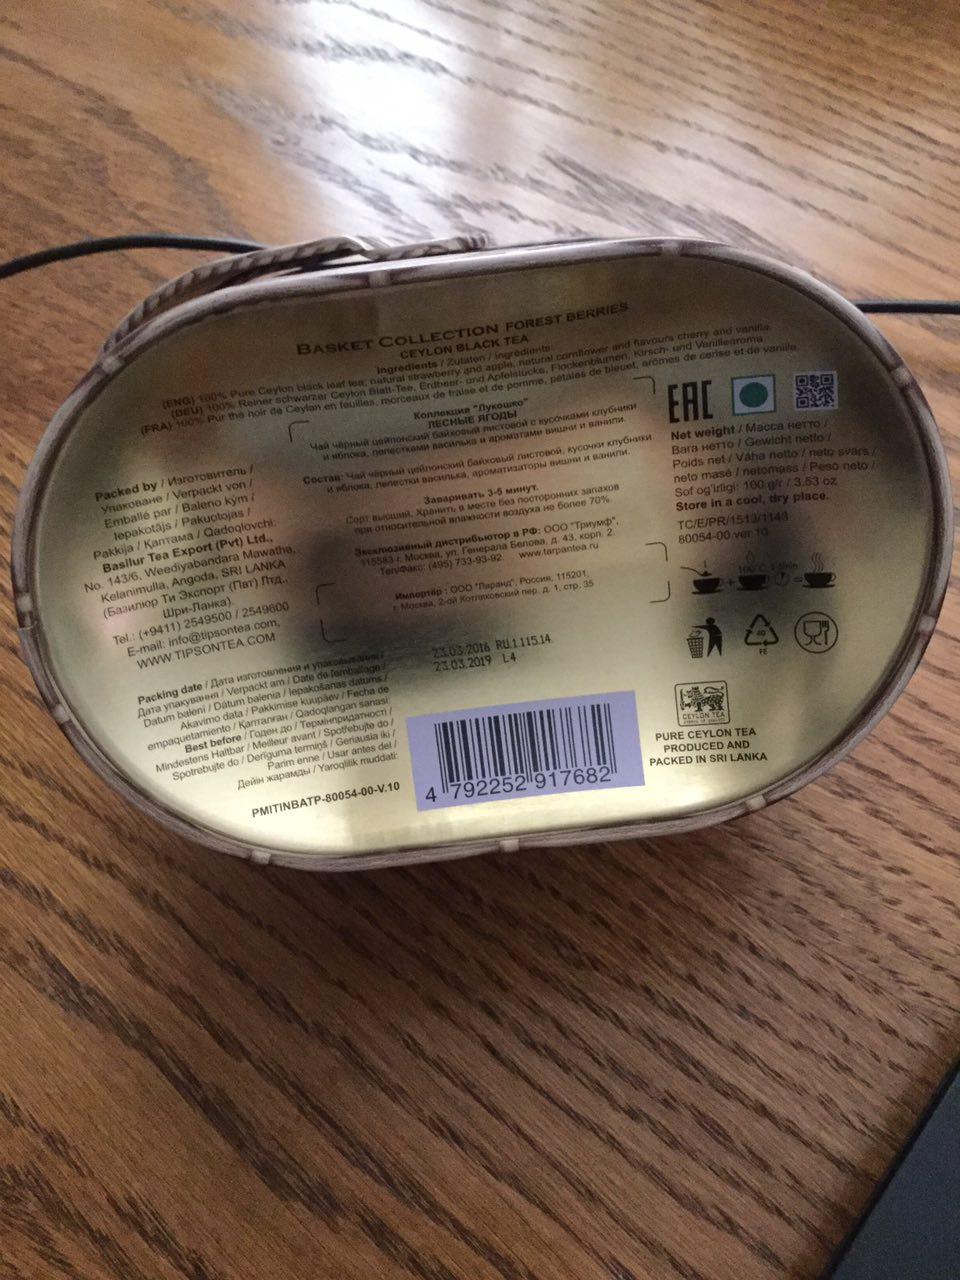 BASKET COLLECTION FOREST BERRIES
CEYLON BLACK TEA
Ingredients / Zutaten / Ingrédients:
(ENG) 100% Pure Ceylon black leaf tea, natural strawberry and apple, natural cornflower and flavours cherry and vanilla.
(DEU) 100% Reiner schwarzer Ceylon Blatt-Tee, Erdbeer- und Apfelstücke, Flockenblumen, Kirsch- und Vanillearoma.
(FRA) 100% Pur thé noir de Ceylan en feuilles, morceaux de fraise et de pomme, pétales de bleuet, arômes de cerise et de vanille.
Коллекция "Лукошко"
ЛЕСНЫЕ ЯГОДЫ
Чай чёрный цейлонский байховый листовой с кусочками клубники
и яблока, лепестками василька и ароматами вишни и ванили.
Состав: Чай чёрный цейлонский байховый листовой, кусочки клубники
и яблока, лепестки василька, ароматизаторы вишни и ванили.
Заваривать 3-5 минут.
Сорт высший. Хранить в месте без посторонних запахов
при относительной влажности воздуха не более 70%.
Эксклюзивный дистрибьютор в РФ: ООО "Триумф",
115583 г. Москва, ул. Генерала Белова, д. 43, корп. 2.
Тел/Факс: (495) 733-93-92 www.tarpantea.ru
Импортёр: ООО "Паранд", Россия, 115201,
г. Москва, 2-ой Котляковский пер. д. 1, стр. 35
EAC
Net weight / Масса нетто /
Вага нетто / Gewicht netto /
Poids net / Váha netto / neto svars /
neto masė / netomass / Peso neto /
Sof og'irligi: 100 g/г / 3.53 oz
Store in a cool, dry place.
TC/E/PR/1513/1143
80054-00 ver 10
100°C
40
FE
CEYLON TEA
PURE CEYLON TEA
PRODUCED AND
PACKED IN SRI LANKA
Packed by / Изготовитель /
Упаковане / Verpackt von /
Emballé par / Baleno kým /
Iepakotājs / Pakuotojas /
Pakkija / Қаптама / Qadoqlovchi:
Basilur Tea Export (Pvt) Ltd.,
No. 143/6, Weediyabandara Mawatha,
Kelanimulla, Angoda, SRI LANKA
(Базилюр Ти Экспорт (Пвт) Лтд.,
Шри-Ланка).
Tel.: (+9411) 2549500 / 2549600
E-mail: info@tipsontea.com,
WWW.TIPSONTEA.COM
Packing date / Дата изготовления и упаковывания /
Дата упакування / Verpackt am / Date de l'emballage /
Datum balení / Dátum balenia / Iepakošanas datums /
Akavimo data / Pakkimise kuupäev / Fecha de
empaquetamiento / Қапталған / Qadoqlangan sanasi:
Best before / Годен до / Термін придатності /
Mindestens Haltbar / Meilleur avant / Spotřebujte do /
Spotrebujte do / Derīguma termiņš / Geriausia iki /
Parim enne / Usar antes del /
Дейін жарамды / Yaroqlilik muddati:
23.03.2016 RU.1.115.14
23.03.2019 L4
PMITINBATP-80054-00-V.10
4 792252 917682